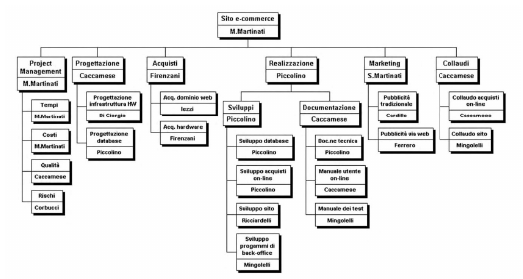 Sito e-commerce
M.Martinati
Project
Management
M.Martinati
Progettazione
Caccamese
Acquisti
Firenzani
Realizzazione
Piccolino
Marketing
S.Martinati
Collaudi
Caccamese
Tempi
M.Martinati
Costi
M.Martinati
Qualità
Caccamese
Rischi
Corbucci
Progettazione
infrastruttura HW
Di Giorgio
Progettazione
database
Piccolino
Acq. dominio web
Iezzi
Acq. hardware
Firenzani
Sviluppi
Piccolino
Sviluppo database
Piccolino
Sviluppo acquisti
on-line
Piccolino
Sviluppo sito
Ricciardelli
Sviluppo
progammi di
back-office
Mingolelli
Documentazione
Caccamese
Doc.ne tecnica
Piccolino
Manuale utente
on-line
Caccamese
Manuale dei test
Mingolelli
Pubblicità
tradizionale
Cardillo
Pubblicità via web
Ferrero
Collaudo acquisti
on-line
Caccamese
Collaudo sito
Mingolelli